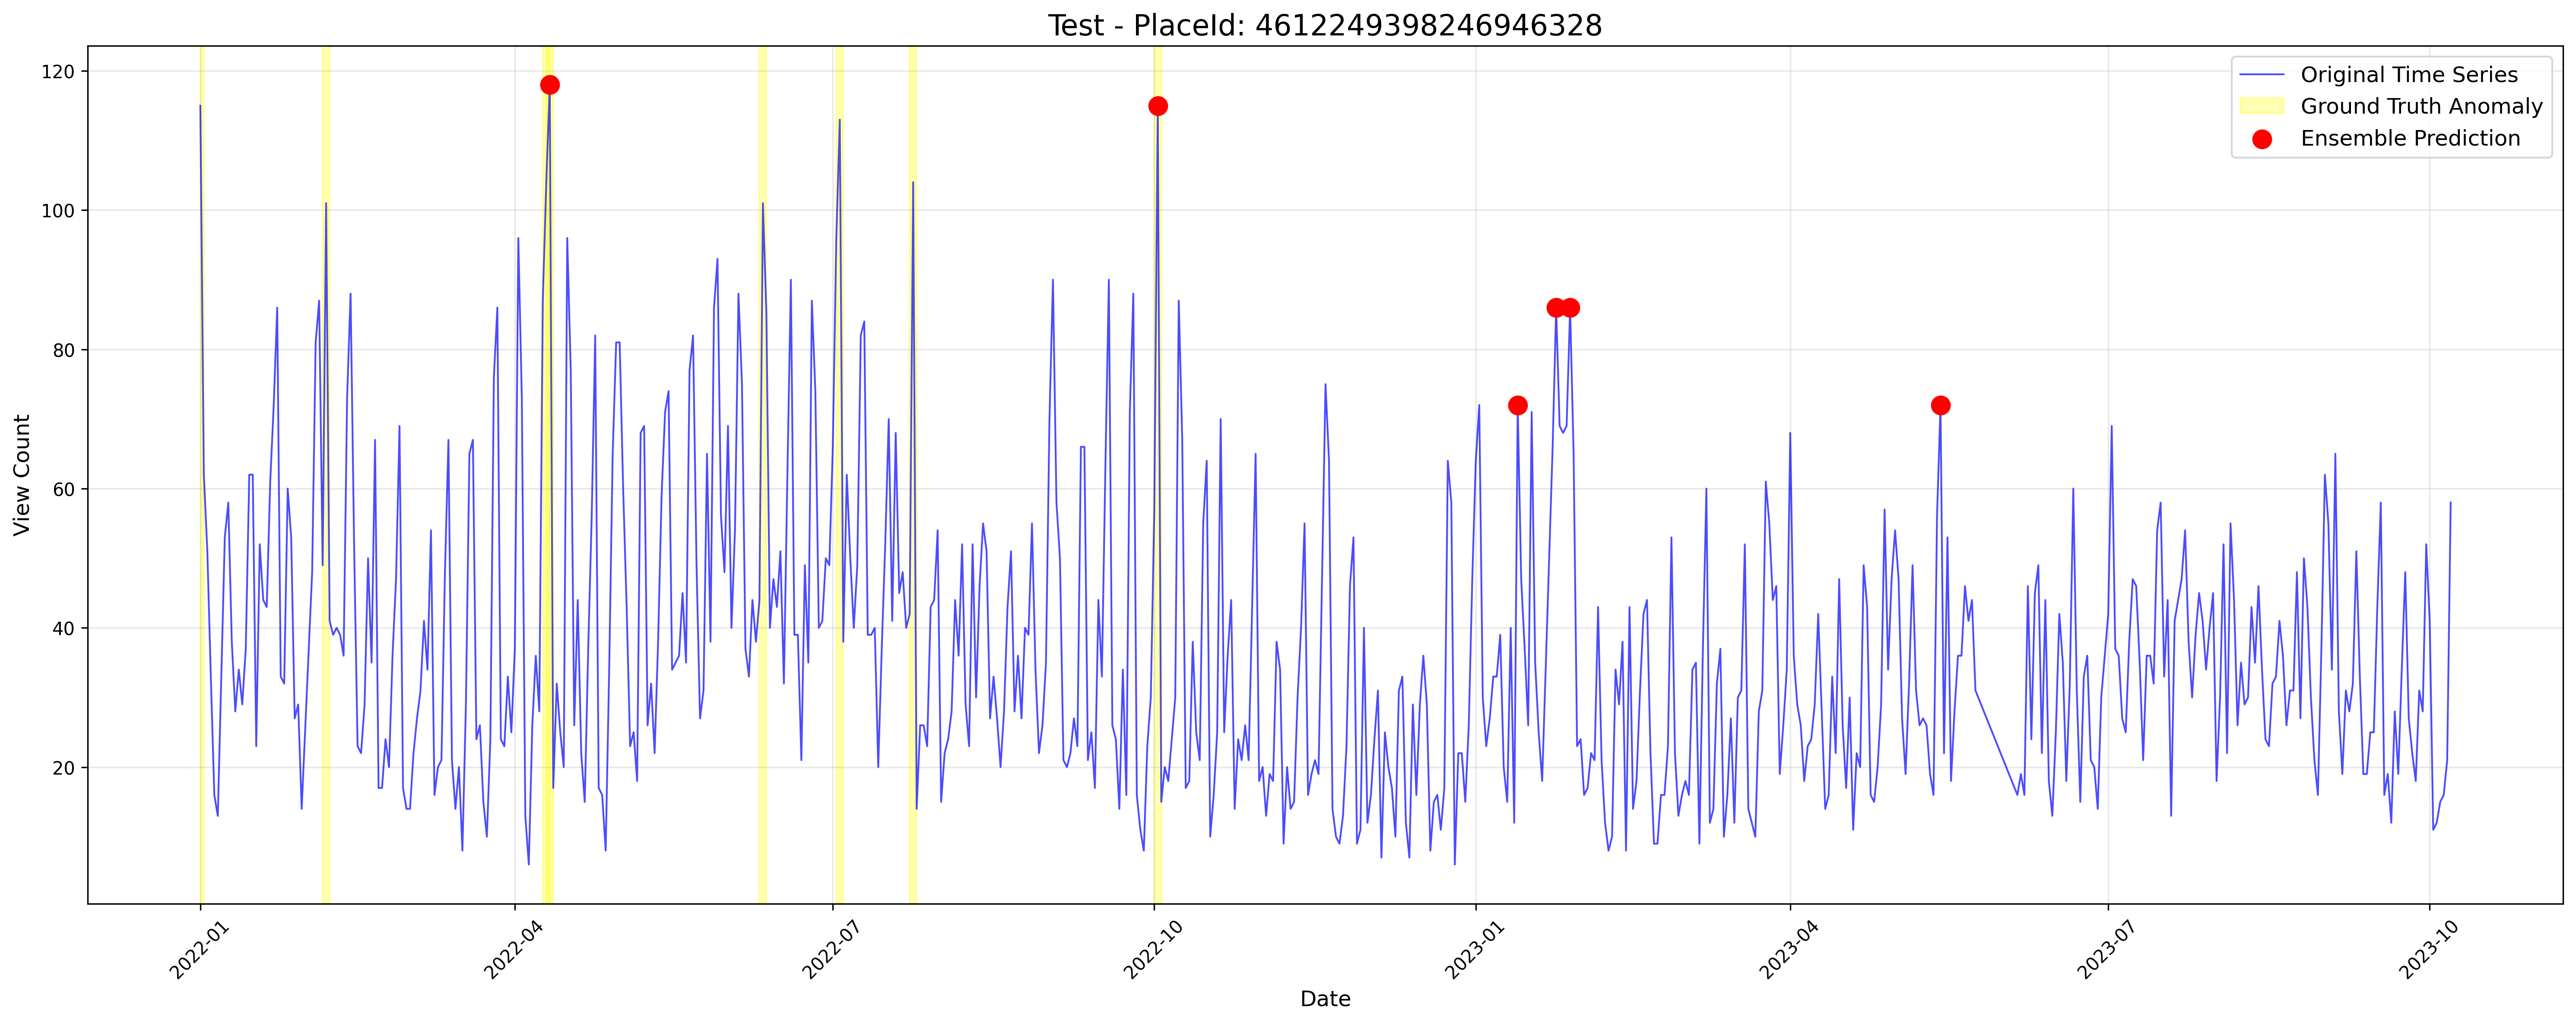 Test - PlaceId: 4612249398246946328
Original Time Series
Ground Truth Anomaly
Ensemble Prediction
View Count
120
100
80
60
40
20
2022-01
2022-04
2022-07
2022-10
2023-01
2023-04
2023-07
2023-10
Date